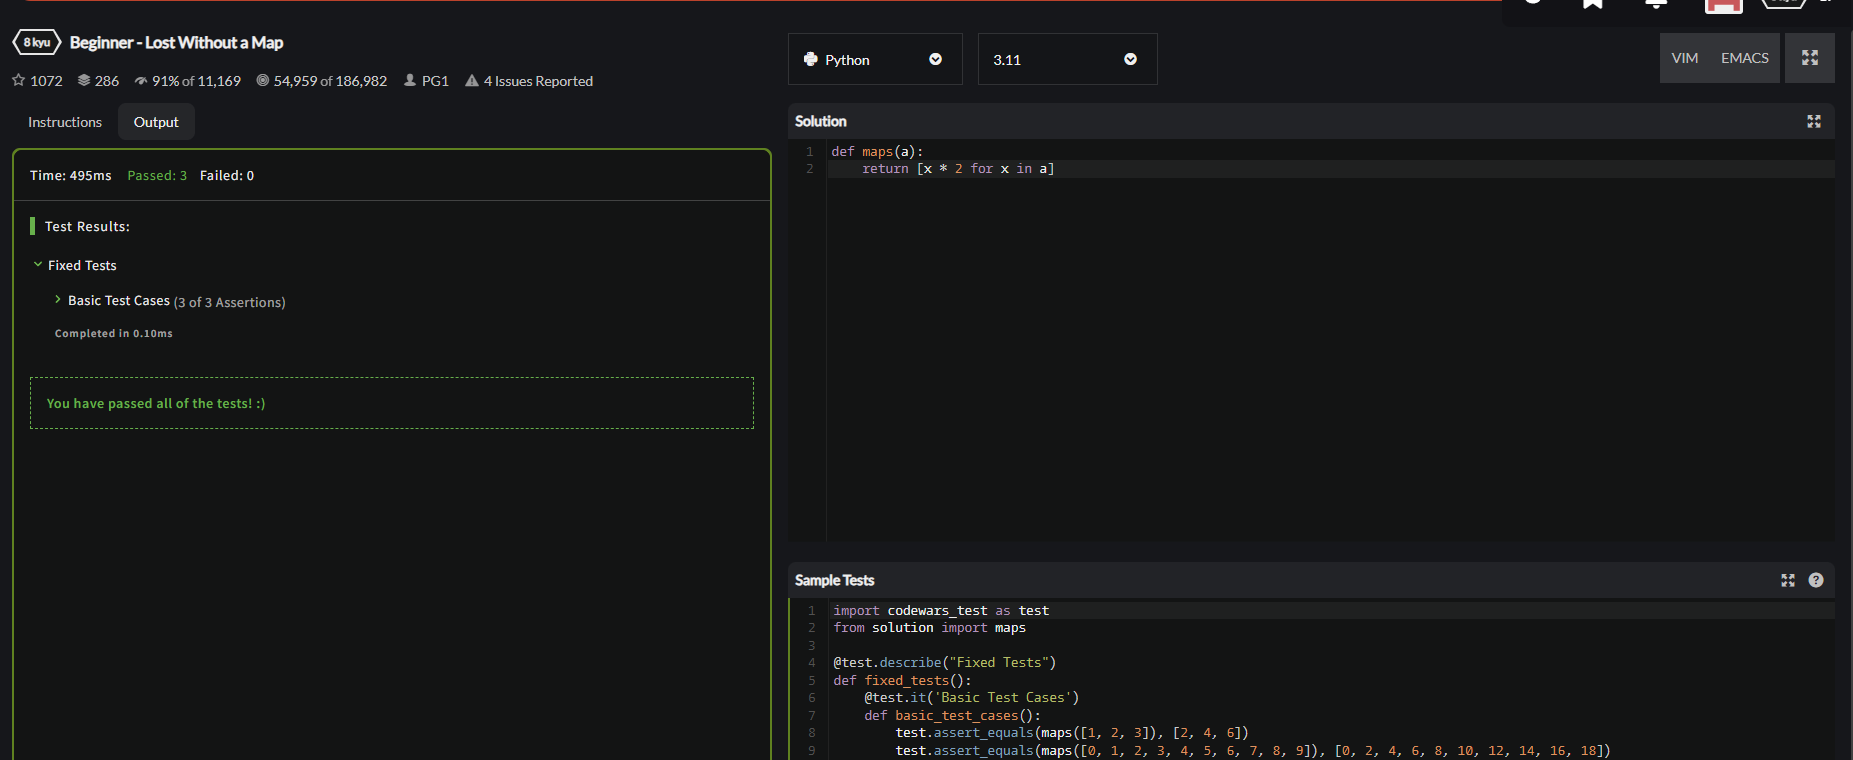 8 kyu Beginner - Lost Without a Map
1072 286 91% of 11,169 54,959 of 186,982 PG1 4 Issues Reported
Instructions Output
Time: 495ms Passed: 3 Failed: 0
Test Results:
Fixed Tests
Basic Test Cases (3 of 3 Assertions)
Completed in 0.10ms
You have passed all of the tests! :)
Python 3.11 VIM EMACS
Solution
1 def maps(a):
2     return [x * 2 for x in a]
Sample Tests
1 import codewars_test as test
2 from solution import maps
3
4 @test.describe("Fixed Tests")
5 def fixed_tests():
6     @test.it('Basic Test Cases')
7     def basic_test_cases():
8         test.assert_equals(maps([1, 2, 3]), [2, 4, 6])
9         test.assert_equals(maps([0, 1, 2, 3, 4, 5, 6, 7, 8, 9]), [0, 2, 4, 6, 8, 10, 12, 14, 16, 18])